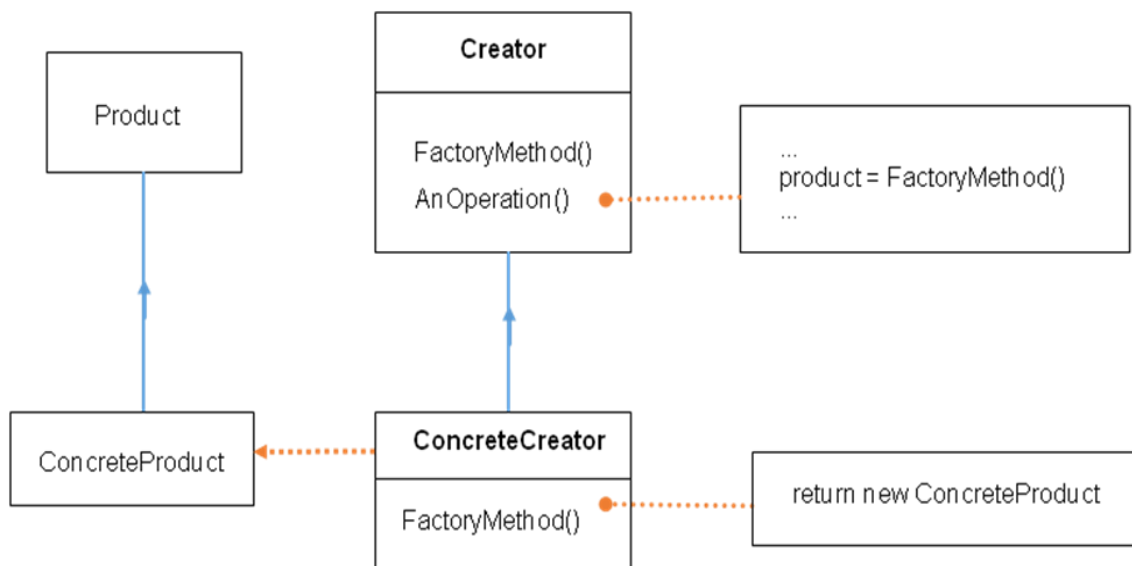 Product
Creator
FactoryMethod()
AnOperation()
...
product = FactoryMethod()
...
ConcreteProduct
ConcreteCreator
FactoryMethod()
return new ConcreteProduct